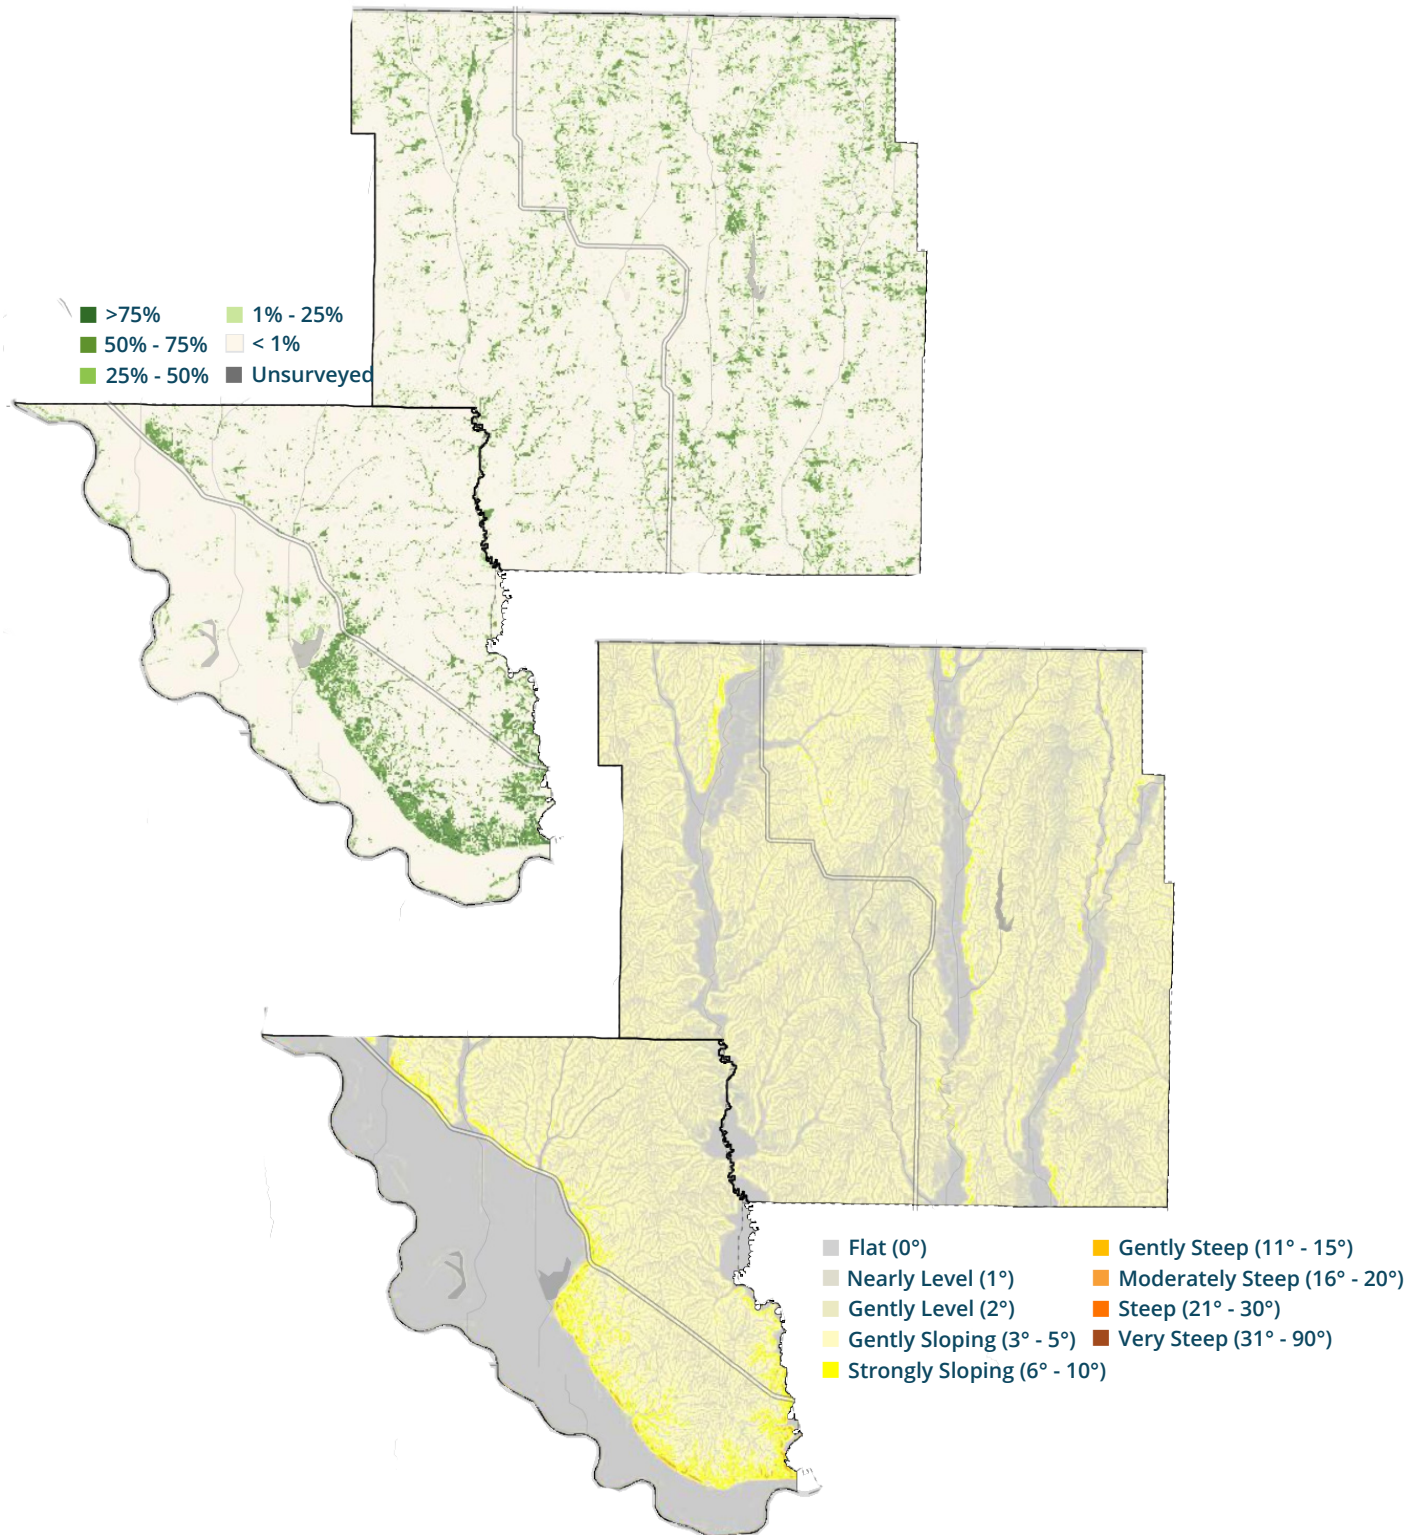 >75% 1% - 25%
50% - 75% < 1%
25% - 50% Unsurveyed
Flat (0°) Gently Steep (11° - 15°)
Nearly Level (1°) Moderately Steep (16° - 20°)
Gently Level (2°) Steep (21° - 30°)
Gently Sloping (3° - 5°) Very Steep (31° - 90°)
Strongly Sloping (6° - 10°)